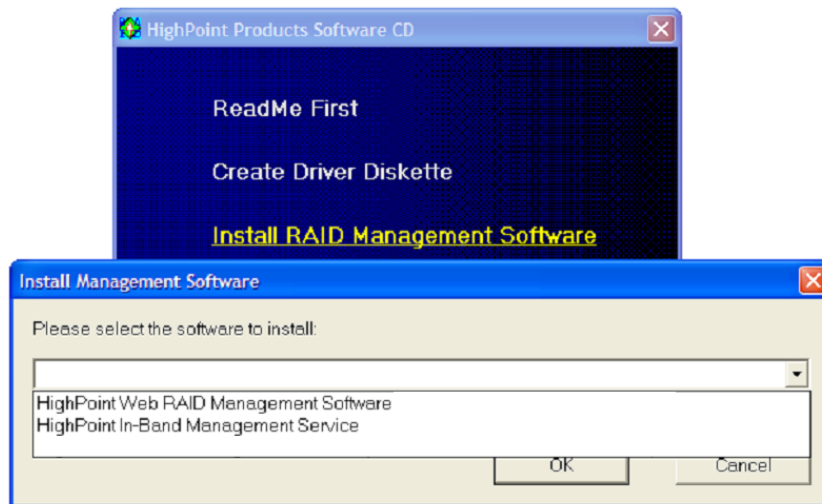 HighPoint Products Software CD
ReadMe First
Create Driver Diskette
Install RAID Management Software
Install Management Software
Please select the software to install:
HighPoint Web RAID Management Software
HighPoint In-Band Management Service
OK
Cancel